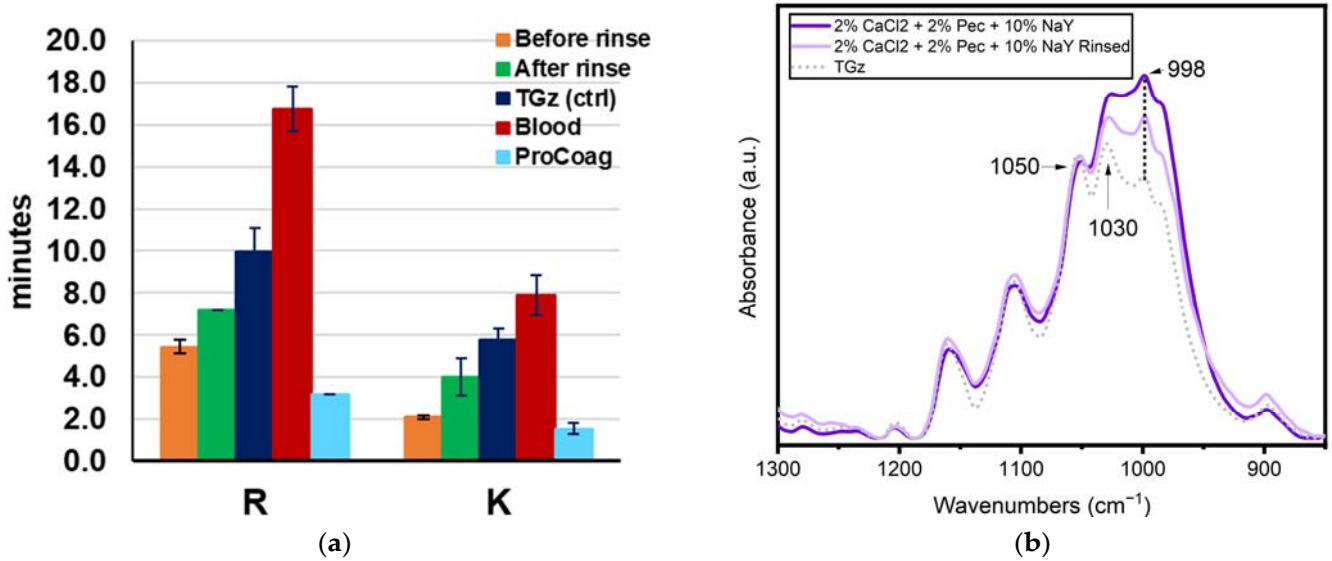 20.0
18.0
16.0
14.0
12.0
10.0
8.0
6.0
4.0
2.0
0.0
minutes
Before rinse
After rinse
TGz (ctrl)
Blood
ProCoag
R
K
(a)
2% CaCl2 + 2% Pec + 10% NaY
2% CaCl2 + 2% Pec + 10% NaY Rinsed
TGz
998
1050
1030
Absorbance (a.u.)
1300
1200
1100
1000
900
Wavenumbers (cm⁻¹)
(b)